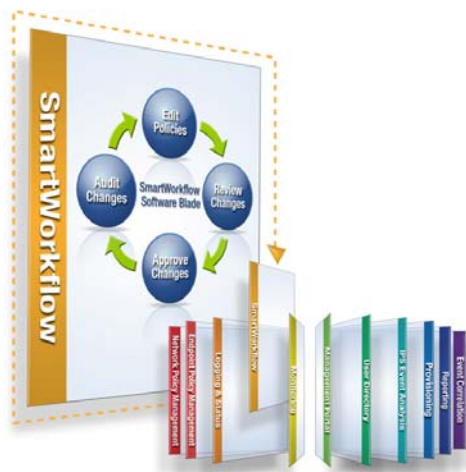 SmartWorkflow
Edit
Policies
Audit
Changes
SmartWorkflow
Software Blade
Review
Changes
Approve
Changes
Network Policy Management
Endpoint Policy Management
Logging & Status
SmartWorkflow
Monitoring
Management Portal
User Directory
IPS Event Analysis
Provisioning
Reporting
Event Correlation